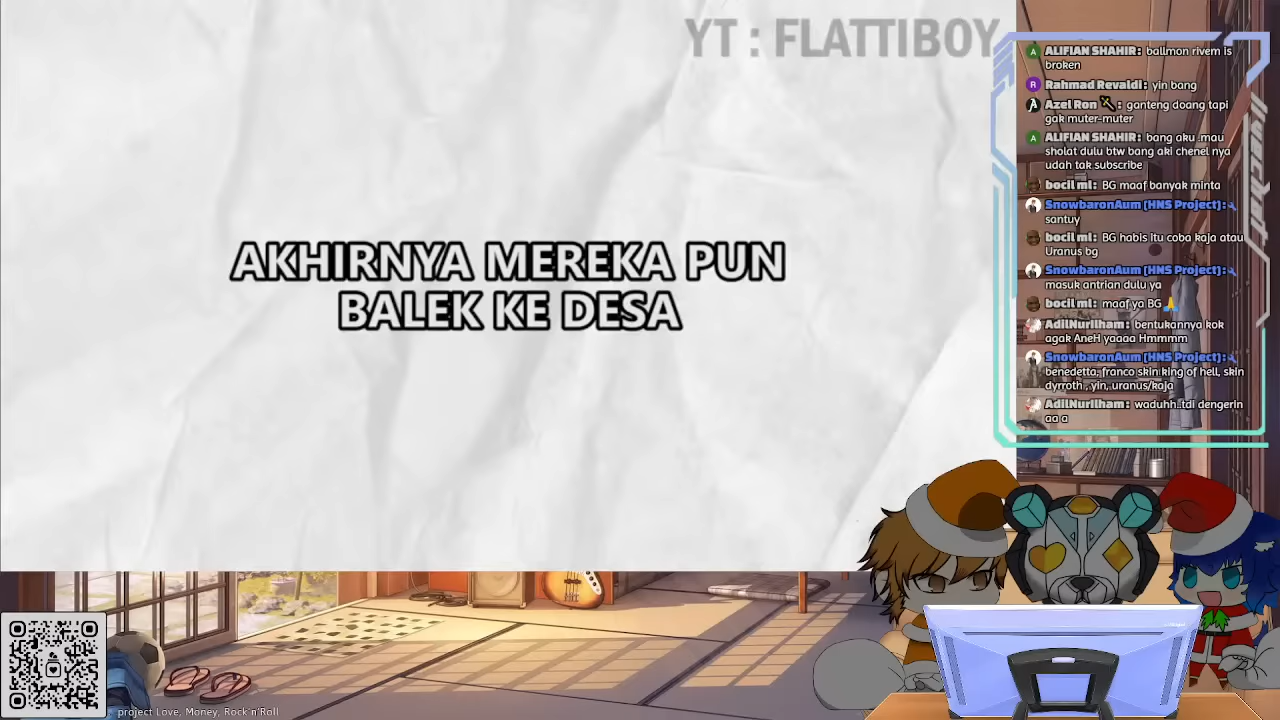 YT : FLATTIBOY
AKHIRNYA MEREKA PUN
BALEK KE DESA
ALIFIAN SHAHIR: ballmon rivem is
broken
Rahmad Revaldi: yin bang
Azel Ron: ganteng doang tapi
gak muter-muter
ALIFIAN SHAHIR: bang aku .mau
sholat dulu btw bang aki chenel nya
udah tak subscribe
bocil ml: BG maaf banyak minta
SnowbaronAum [HNS Project]:
santuy
bocil ml: BG habis itu coba kaja atau
Uranus bg
SnowbaronAum [HNS Project]:
masuk antrian dulu ya
bocil ml: maaf ya BG 🙏
AdilNurIlham: bentukannya kok
agak AneH yaaaa Hmmmm
SnowbaronAum [HNS Project]:
benedetta, franco skin king of hell, skin
dyrroth , yin, uranus/kaja
AdilNurIlham: waduhh..tdi dengerin
aa a
project Love, Money, Rock'n'Roll